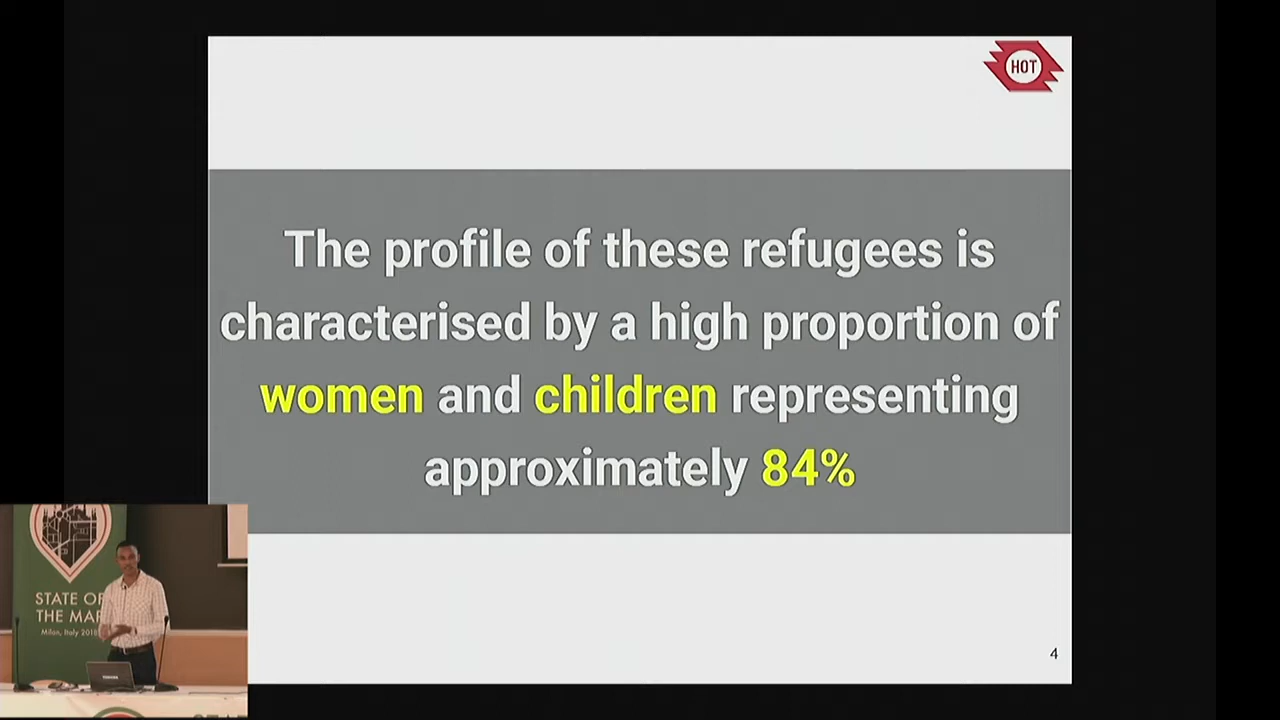 HOT
The profile of these refugees is
characterised by a high proportion of
women and children representing
approximately 84%
STATE OF
THE MAP
Milan, Italy 2018
4
TOSHIBA